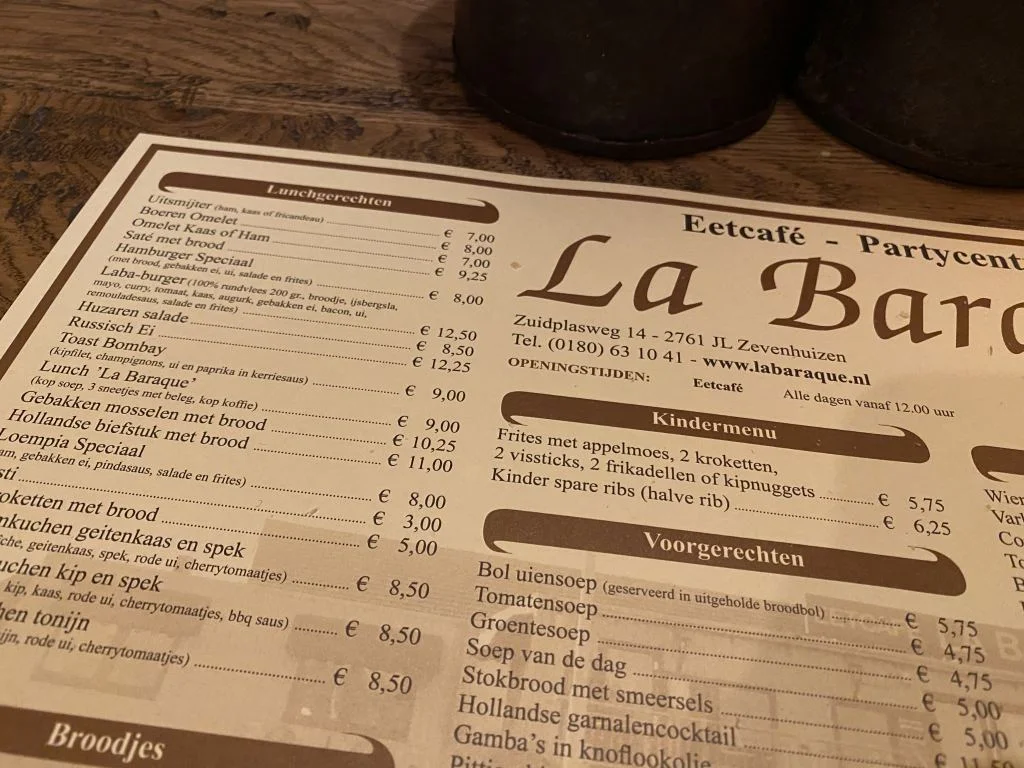 Lunchgerechten
Uitsmijter (ham, kaas of fricandeau) € 7,00
Boeren Omelet € 8,00
Omelet Kaas of Ham € 7,00
Saté met brood € 9,25
Hamburger Speciaal
(met brood, gebakken ei, ui, salade en frites) € 8,00
Laba-burger (100% rundvlees 200 gr., broodje, ijsbergsla,
mayo, curry, tomaat, kaas, augurk, gebakken ei, bacon, ui,
remouladesaus, salade en frites) € 12,50
Huzaren salade € 8,50
Russisch Ei € 12,25
Toast Bombay
(kipfilet, champignons, ui en paprika in kerriesaus) € 9,00
Lunch 'La Baraque'
(kop soep, 3 sneetjes met beleg, kop koffie) € 9,00
Gebakken mosselen met brood € 10,25
Hollandse biefstuk met brood € 11,00
Loempia Speciaal
gebakken ei, pindasaus, salade en frites) € 8,00
€ 3,00
met brood € 5,00
geitenkaas en spek
geitenkaas, spek, rode ui, cherrytomaatjes) € 8,50
kip en spek
kip, kaas, rode ui, cherrytomaatjes, bbq saus) € 8,50
tonijn
rode ui, cherrytomaatjes) € 8,50
Broodjes
Eetcafé -
La
Zuidplasweg 14 - 2761 JL Zevenhuizen
Tel. (0180) 63 10 41 - www.labaraque.nl
OPENINGSTIJDEN: Eetcafé Alle dagen vanaf 12.00 uur
Kindermenu
Frites met appelmoes, 2 kroketten,
2 vissticks, 2 frikadellen of kipnuggets € 5,75
Kinder spare ribs (halve rib) € 6,25
Voorgerechten
Bol uiensoep (geserveerd in uitgeholde broodbol) € 5,75
Tomatensoep € 4,75
Groentesoep € 4,75
Soep van de dag € 5,00
Stokbrood met smeersels € 5,00
Hollandse garnalencocktail € 11,50
Gamba's in knoflookolie